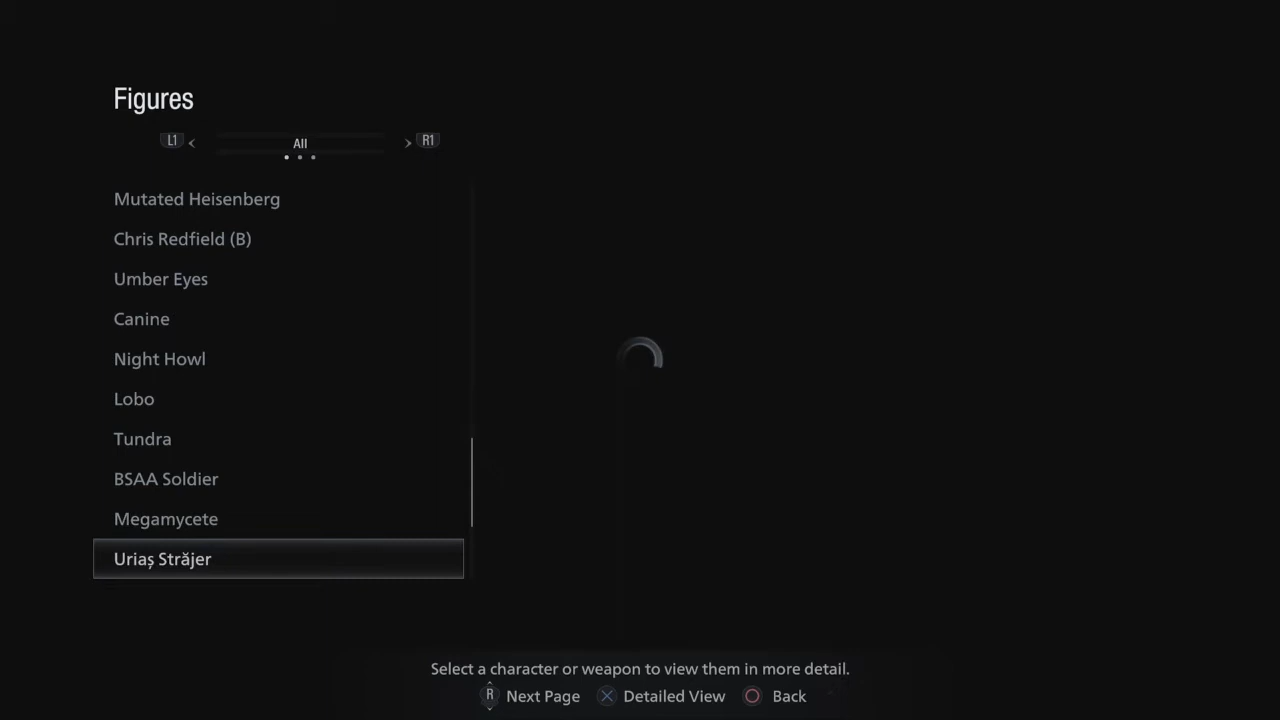 Figures
L1 < All > R1
Mutated Heisenberg
Chris Redfield (B)
Umber Eyes
Canine
Night Howl
Lobo
Tundra
BSAA Soldier
Megamycete
Uriaș Străjer
Select a character or weapon to view them in more detail.
R Next Page Detailed View Back